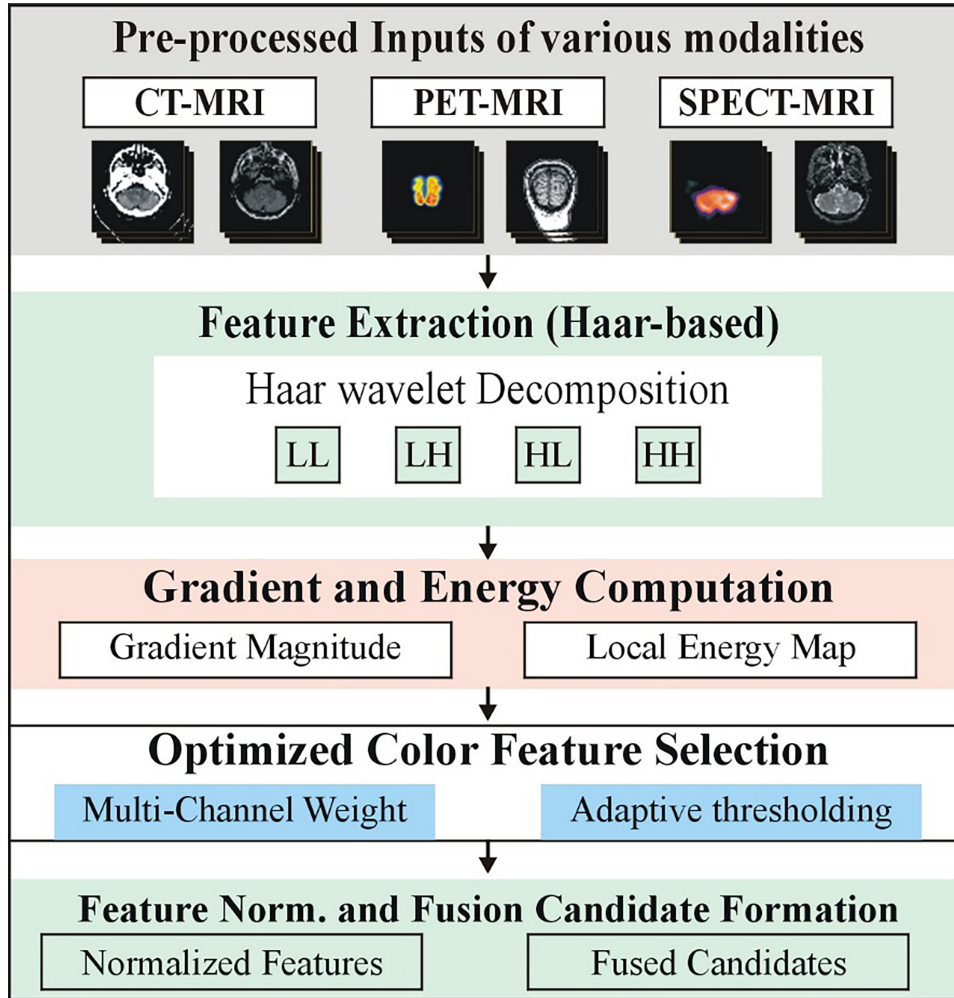 Pre-processed Inputs of various modalities
CT-MRI
PET-MRI
SPECT-MRI
Feature Extraction (Haar-based)
Haar wavelet Decomposition
LL
LH
HL
HH
Gradient and Energy Computation
Gradient Magnitude
Local Energy Map
Optimized Color Feature Selection
Multi-Channel Weight
Adaptive thresholding
Feature Norm. and Fusion Candidate Formation
Normalized Features
Fused Candidates